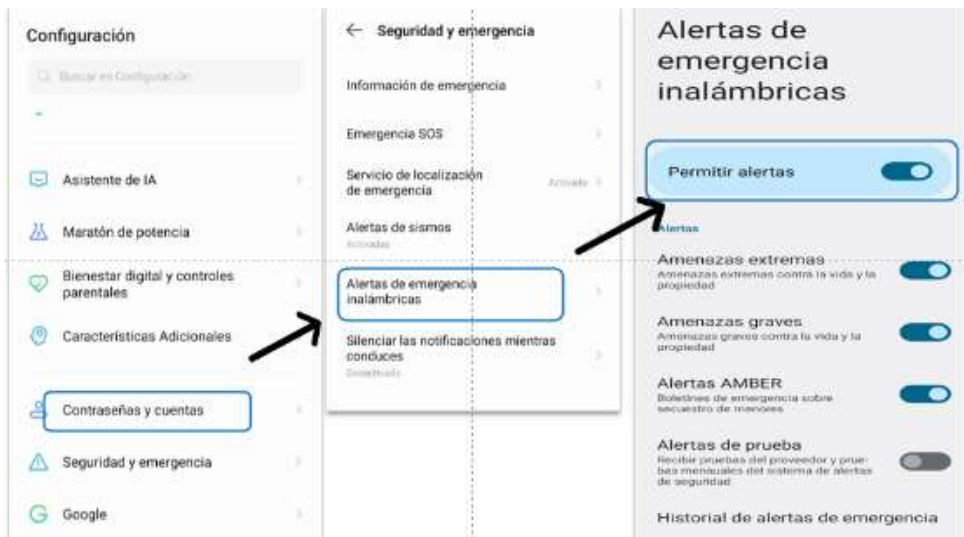 Configuración
Buscar en Configuración
Asistente de IA
Maratón de potencia
Bienestar digital y controles
parentales
Características Adicionales
Contraseñas y cuentas
Seguridad y emergencia
Google
← Seguridad y emergencia
Información de emergencia
Emergencia SOS
Servicio de localización
de emergencia
Activado
Alertas de sismos
Activadas
Alertas de emergencia
inalámbricas
Silenciar las notificaciones mientras
conduces
Desactivado
Alertas de
emergencia
inalámbricas
Permitir alertas
Alertas
Amenazas extremas
Amenazas extremas contra la vida y la
propiedad
Amenazas graves
Amenazas graves contra la vida y la
propiedad
Alertas AMBER
Boletines de emergencia sobre
secuestro de menores
Alertas de prueba
Recibir pruebas del proveedor y prue-
bas mensuales del sistema de alertas
de seguridad
Historial de alertas de emergencia